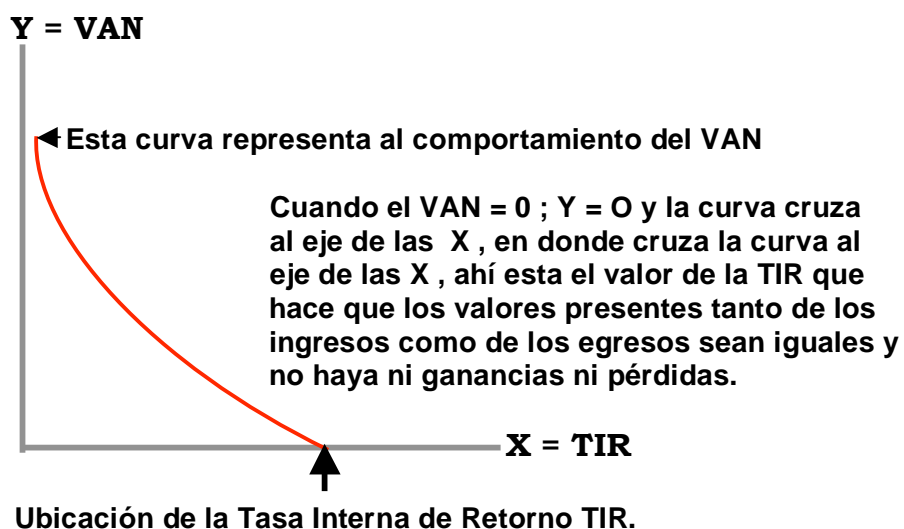 Y = VAN
Esta curva representa al comportamiento del VAN
Cuando el VAN = 0 ; Y = O y la curva cruza
al eje de las X , en donde cruza la curva al
eje de las X , ahí esta el valor de la TIR que
hace que los valores presentes tanto de los
ingresos como de los egresos sean iguales y
no haya ni ganancias ni pérdidas.
X = TIR
Ubicación de la Tasa Interna de Retorno TIR.